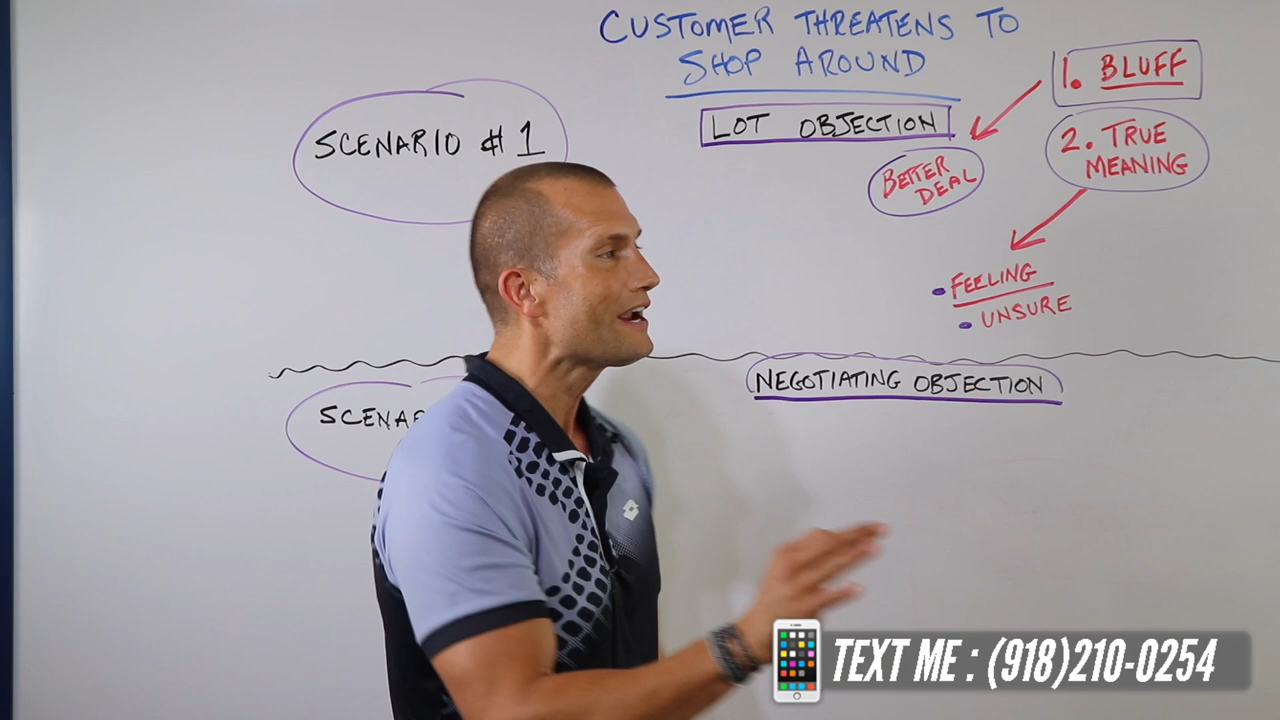 CUSTOMER THREATENS TO
SHOP AROUND
SCENARIO # 1
LOT OBJECTION
1. BLUFF
2. TRUE
MEANING
BETTER
DEAL
• FEELING
• UNSURE
NEGOTIATING OBJECTION
TEXT ME : (918)210-0254